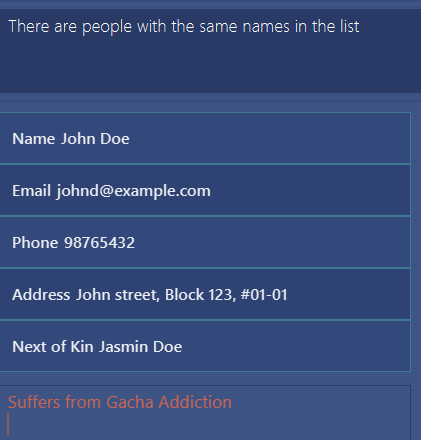 There are people with the same names in the list
Name John Doe
Email johnd@example.com
Phone 98765432
Address John street, Block 123, #01-01
Next of Kin Jasmin Doe
Suffers from Gacha Addiction